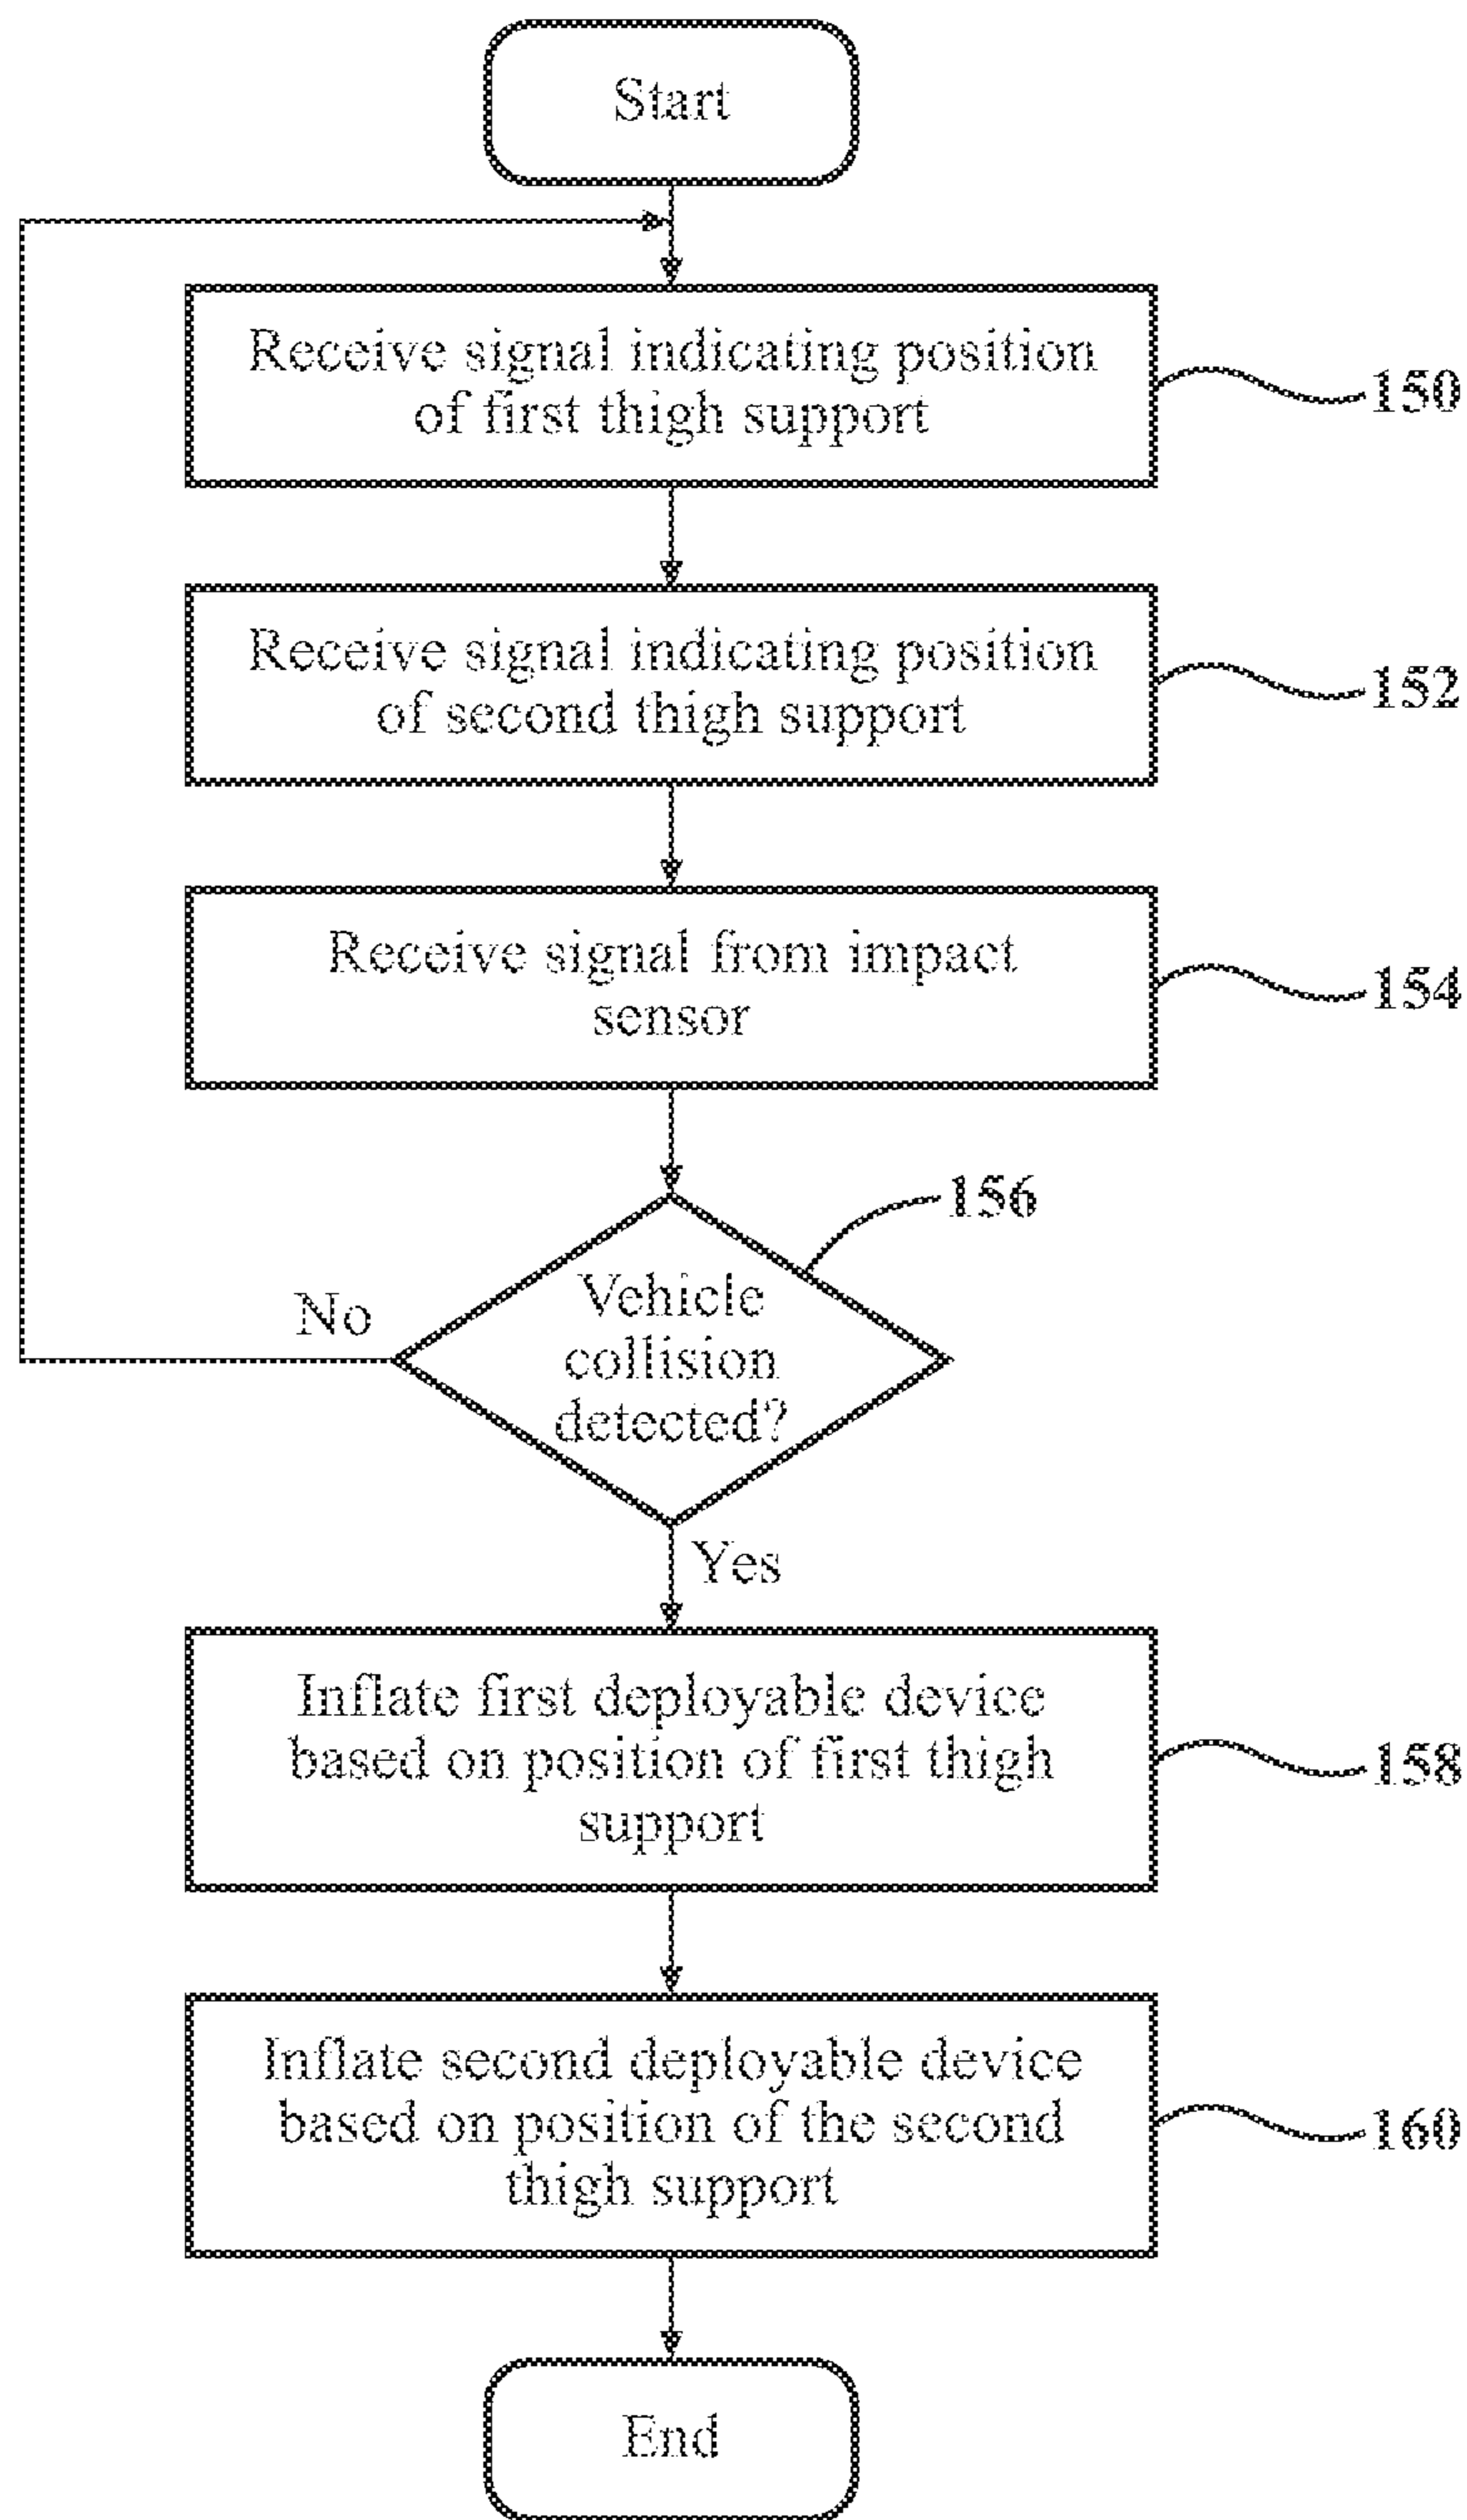 Start
Receive signal indicating position
of first thigh support
150
Receive signal indicating position
of second thigh support
152
Receive signal from impact
sensor
154
156
Vehicle
collision
detected?
No
Yes
Inflate first deployable device
based on position of first thigh
support
158
Inflate second deployable device
based on position of the second
thigh support
160
End